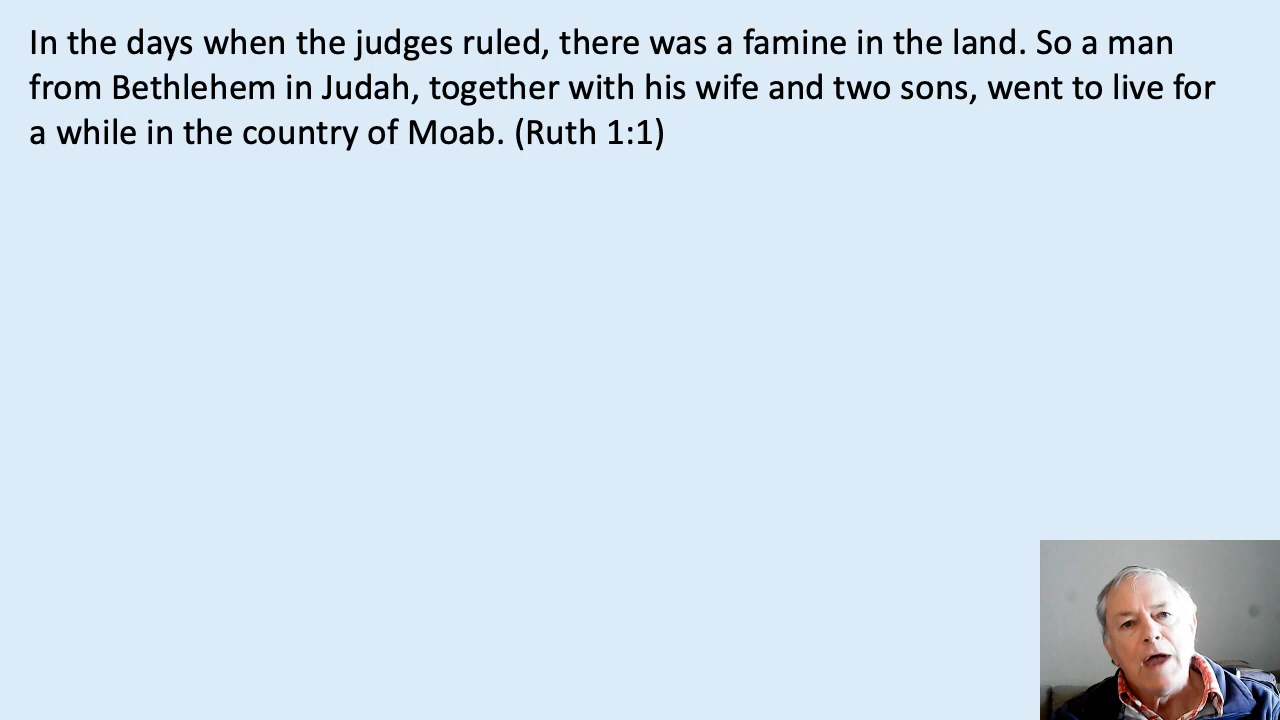 In the days when the judges ruled, there was a famine in the land. So a man
from Bethlehem in Judah, together with his wife and two sons, went to live for
a while in the country of Moab. (Ruth 1:1)